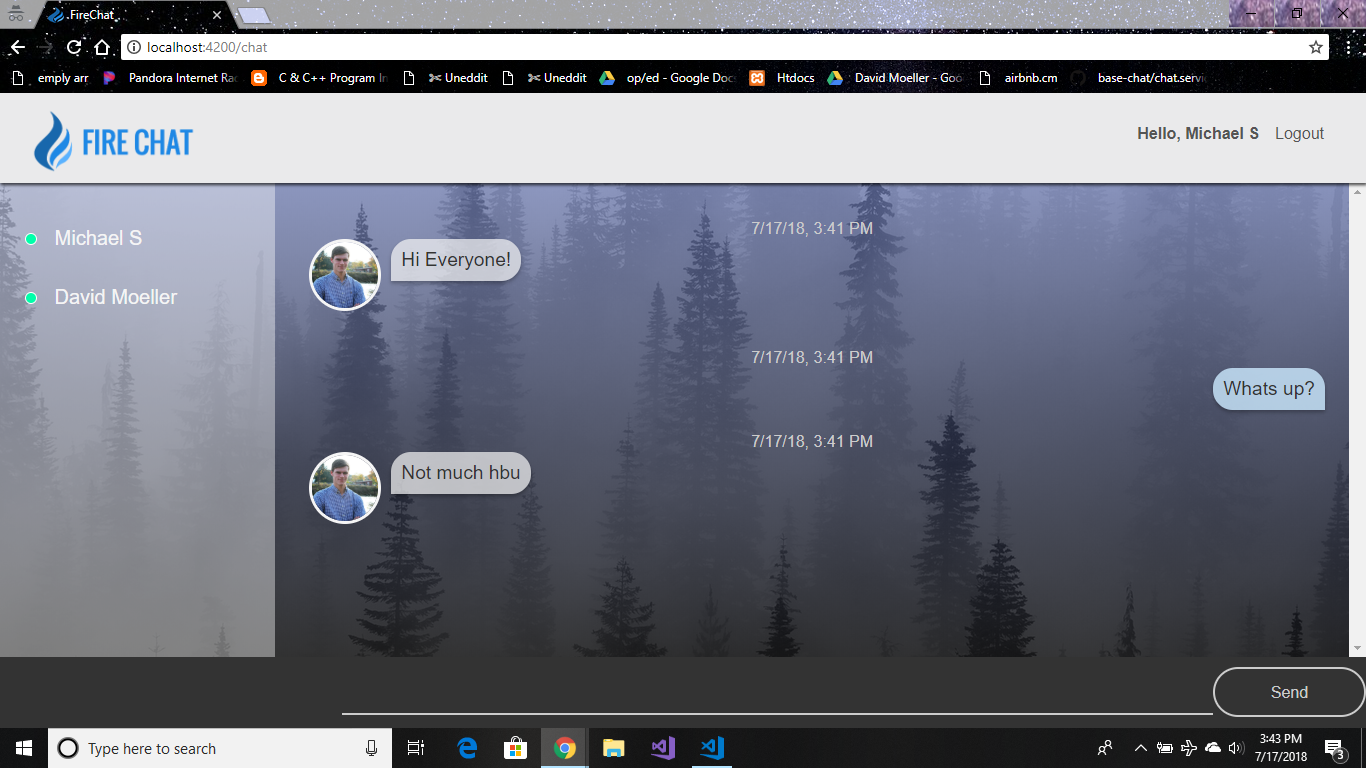 FireChat
localhost:4200/chat
emply arr
Pandora Internet Ra
C & C++ Program In
✄ Uneddit
✄ Uneddit
op/ed - Google Doc
Htdocs
David Moeller - Goo
airbnb.cm
base-chat/chat.servi
FIRE CHAT
Hello, Michael S
Logout
Michael S
David Moeller
7/17/18, 3:41 PM
Hi Everyone!
7/17/18, 3:41 PM
Whats up?
7/17/18, 3:41 PM
Not much hbu
Send
Type here to search
3:43 PM
7/17/2018
3